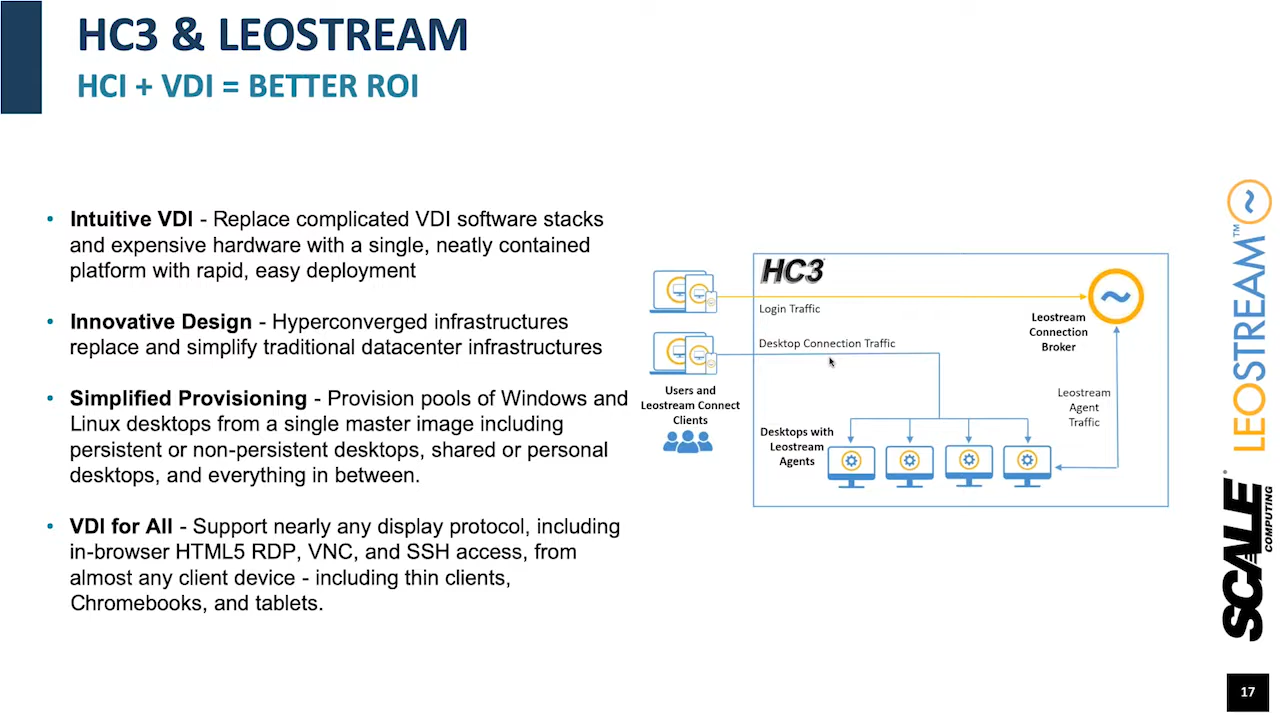 HC3 & LEOSTREAM
HCI + VDI = BETTER ROI
• Intuitive VDI - Replace complicated VDI software stacks
and expensive hardware with a single, neatly contained
platform with rapid, easy deployment
• Innovative Design - Hyperconverged infrastructures
replace and simplify traditional datacenter infrastructures
• Simplified Provisioning - Provision pools of Windows and
Linux desktops from a single master image including
persistent or non-persistent desktops, shared or personal
desktops, and everything in between.
• VDI for All - Support nearly any display protocol, including
in-browser HTML5 RDP, VNC, and SSH access, from
almost any client device - including thin clients,
Chromebooks, and tablets.
HC3
Login Traffic
Desktop Connection Traffic
Leostream
Connection
Broker
Users and
Leostream Connect
Clients
Leostream
Agent
Traffic
Desktops with
Leostream
Agents
LEOSTREAM™
SCALE®
COMPUTING
17